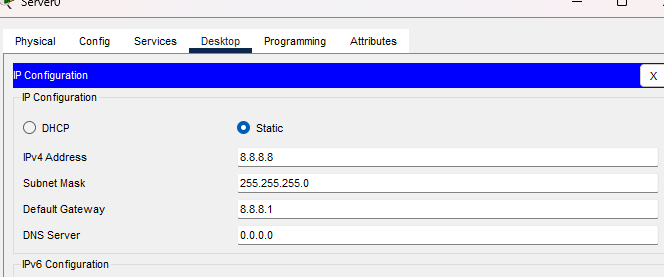 Server0
Physical Config Services Desktop Programming Attributes
IP Configuration X
IP Configuration
DHCP Static
IPv4 Address 8.8.8.8
Subnet Mask 255.255.255.0
Default Gateway 8.8.8.1
DNS Server 0.0.0.0
IPv6 Configuration